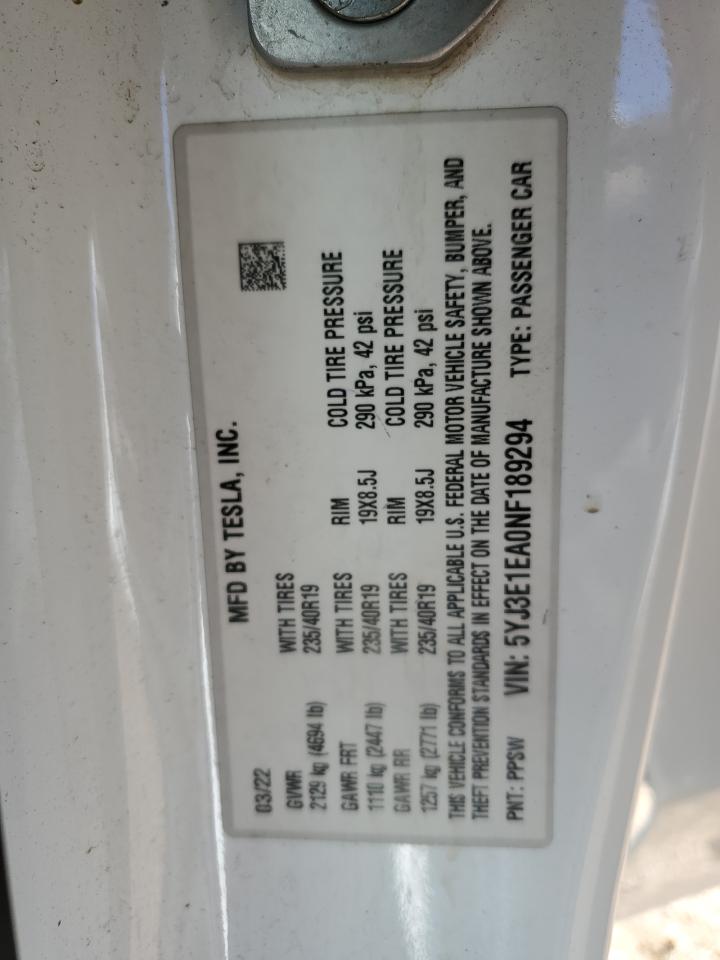 MFD BY TESLA, INC.
03/22
GVWR WITH TIRES
2129 kg (4694 lb) 235/40R19
GAWR FRT WITH TIRES RIM COLD TIRE PRESSURE
1110 kg (2447 lb) 235/40R19 19X8.5J 290 kPa, 42 psi
GAWR RR WITH TIRES RIM COLD TIRE PRESSURE
1257 kg (2771 lb) 235/40R19 19X8.5J 290 kPa, 42 psi
THIS VEHICLE CONFORMS TO ALL APPLICABLE U.S. FEDERAL MOTOR VEHICLE SAFETY, BUMPER, AND
THEFT PREVENTION STANDARDS IN EFFECT ON THE DATE OF MANUFACTURE SHOWN ABOVE.
PNT: PPSW VIN: 5YJ3E1EA0NF189294 TYPE: PASSENGER CAR